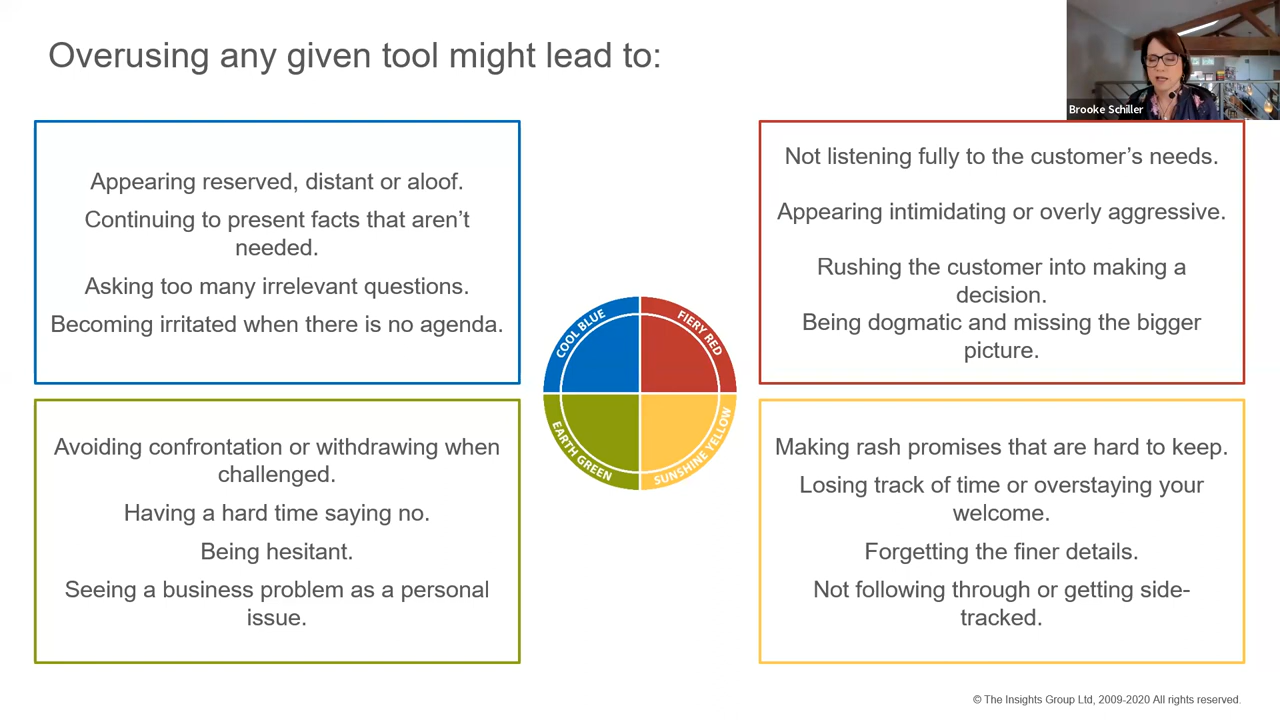 Overusing any given tool might lead to:
Brooke Schiller
Appearing reserved, distant or aloof.
Continuing to present facts that aren’t
needed.
Asking too many irrelevant questions.
Becoming irritated when there is no agenda.
Not listening fully to the customer’s needs.
Appearing intimidating or overly aggressive.
Rushing the customer into making a
decision.
Being dogmatic and missing the bigger
picture.
COOL BLUE
FIERY RED
EARTH GREEN
SUNSHINE YELLOW
Avoiding confrontation or withdrawing when
challenged.
Having a hard time saying no.
Being hesitant.
Seeing a business problem as a personal
issue.
Making rash promises that are hard to keep.
Losing track of time or overstaying your
welcome.
Forgetting the finer details.
Not following through or getting side-
tracked.
© The Insights Group Ltd, 2009-2020 All rights reserved.